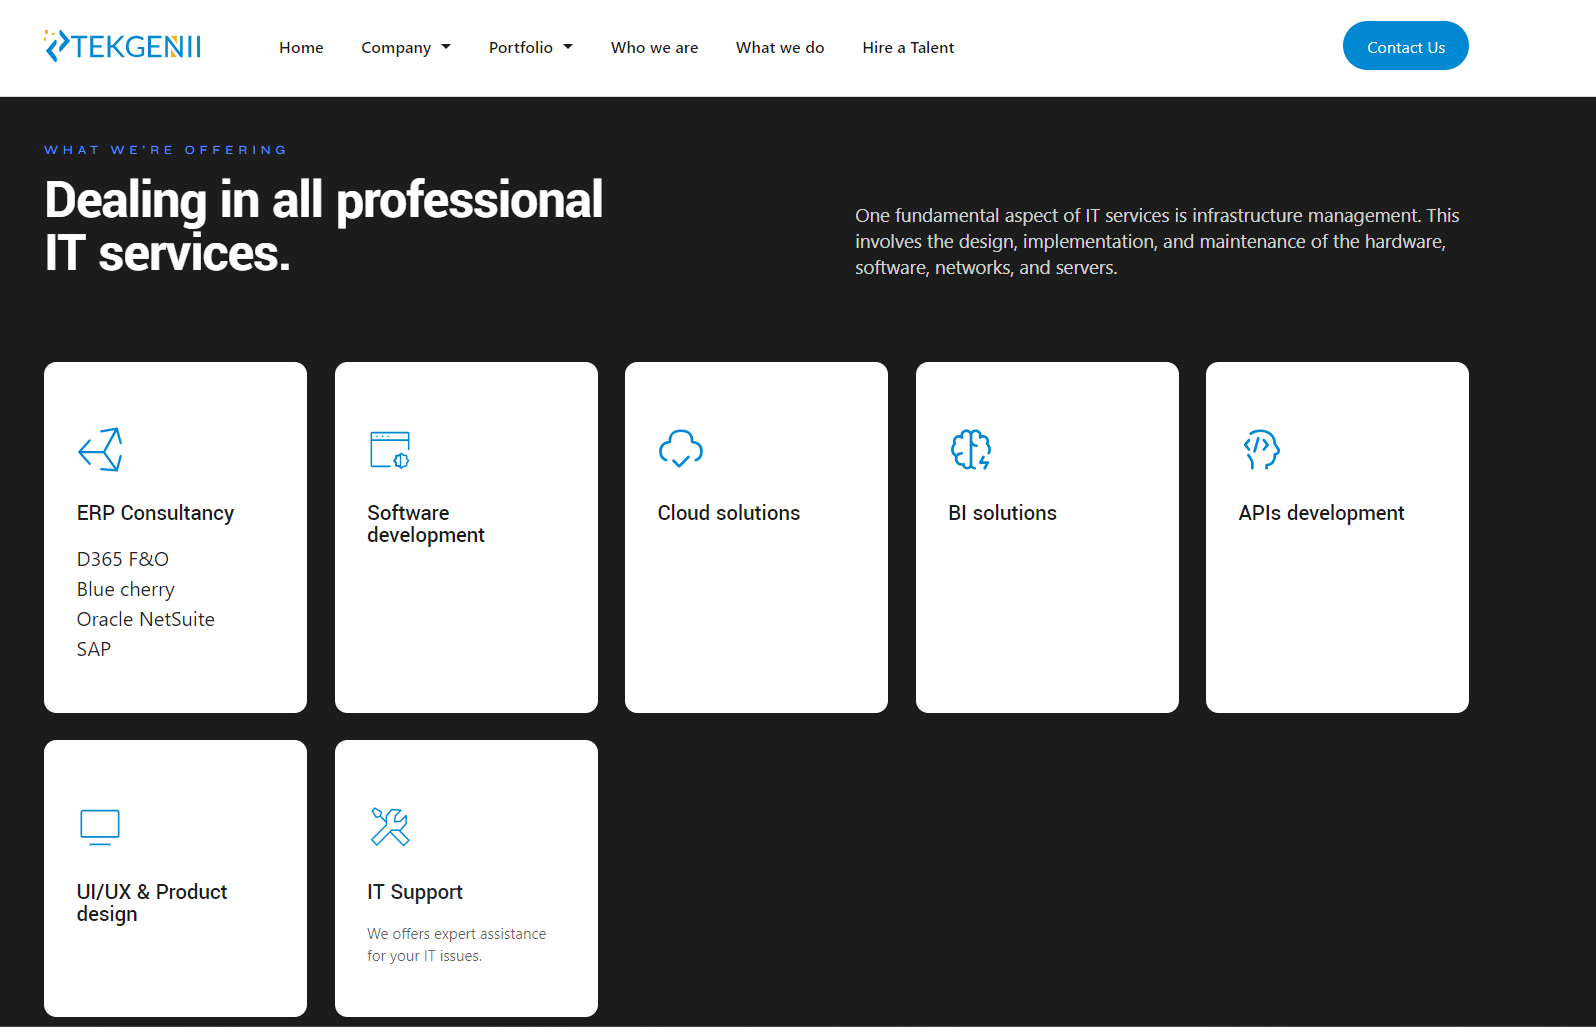 TEKGENII
Home
Company
Portfolio
Who we are
What we do
Hire a Talent
Contact Us
WHAT WE'RE OFFERING
Dealing in all professional
IT services.
One fundamental aspect of IT services is infrastructure management. This
involves the design, implementation, and maintenance of the hardware,
software, networks, and servers.
ERP Consultancy
D365 F&O
Blue cherry
Oracle NetSuite
SAP
Software
development
Cloud solutions
BI solutions
APIs development
UI/UX & Product
design
IT Support
We offers expert assistance
for your IT issues.